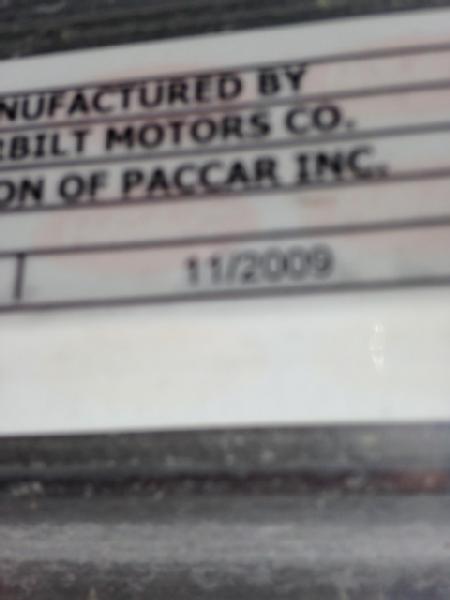 NUFACTURED BY
RBILT MOTORS CO.
ON OF PACCAR INC.
11/2009